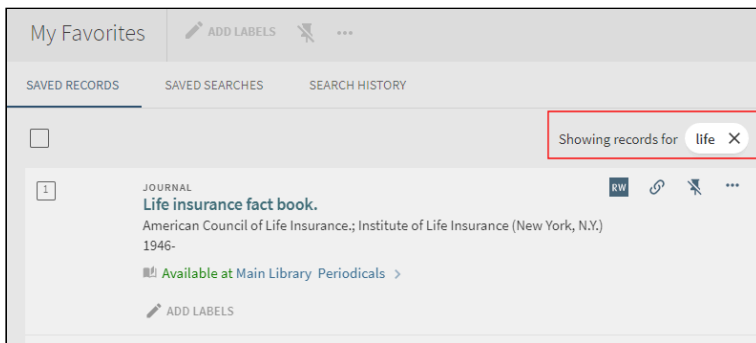 My Favorites ADD LABELS
SAVED RECORDS SAVED SEARCHES SEARCH HISTORY
Showing records for life
1
JOURNAL RW
Life insurance fact book.
American Council of Life Insurance.; Institute of Life Insurance (New York, N.Y.)
1946-
Available at Main Library Periodicals
ADD LABELS